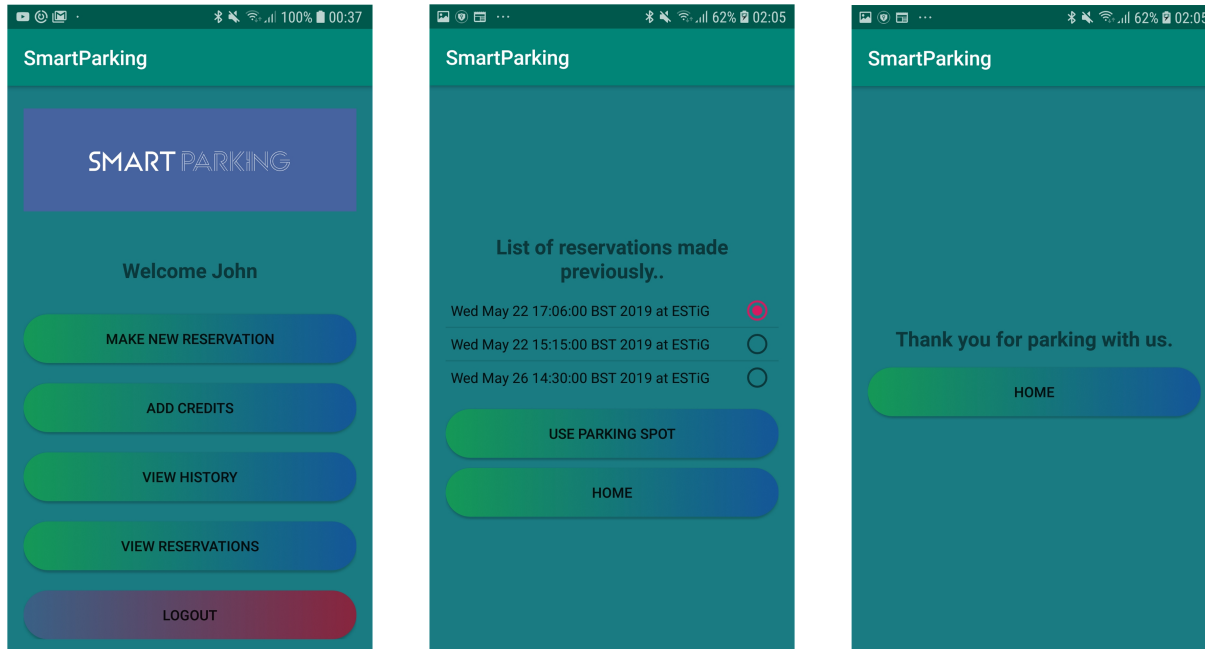 100% 00:37
SmartParking
SMART PARKING
Welcome John
MAKE NEW RESERVATION
ADD CREDITS
VIEW HISTORY
VIEW RESERVATIONS
LOGOUT
62% 02:05
SmartParking
List of reservations made
previously..
Wed May 22 17:06:00 BST 2019 at ESTiG
Wed May 22 15:15:00 BST 2019 at ESTiG
Wed May 26 14:30:00 BST 2019 at ESTiG
USE PARKING SPOT
HOME
62% 02:05
SmartParking
Thank you for parking with us.
HOME